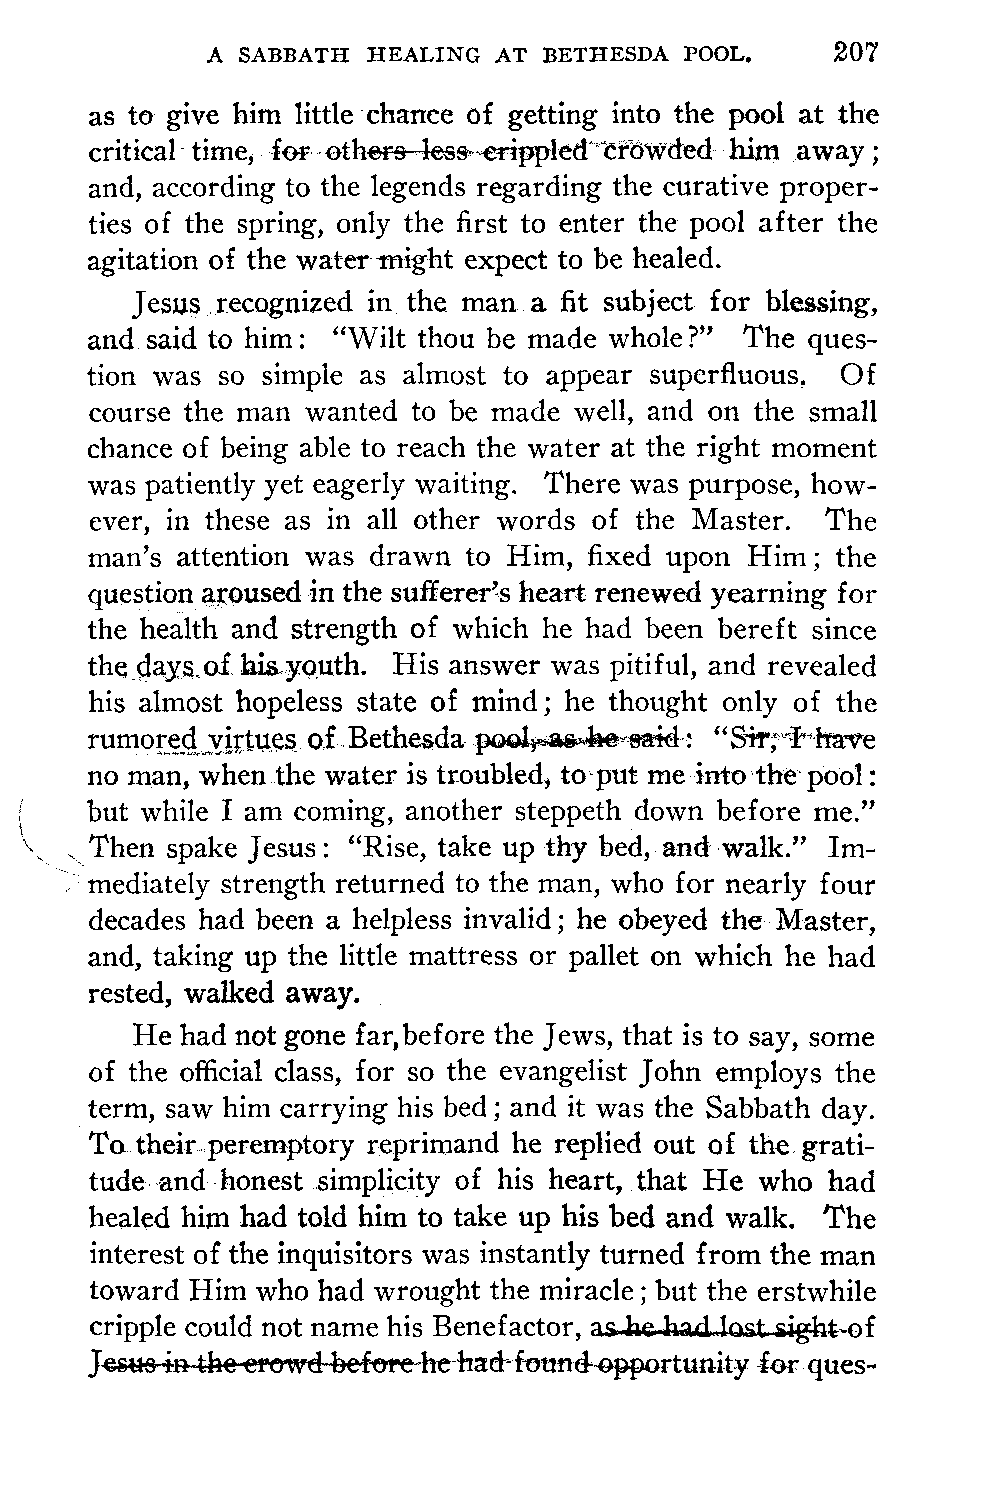 A SABBATH HEALING AT BETHESDA POOL. 207
as to give him little chance of getting into the pool at the
critical time, for others less crippled crowded him away;
and, according to the legends regarding the curative proper-
ties of the spring, only the first to enter the pool after the
agitation of the water might expect to be healed.
Jesus recognized in the man a fit subject for blessing,
and said to him: “Wilt thou be made whole?” The ques-
tion was so simple as almost to appear superfluous. Of
course the man wanted to be made well, and on the small
chance of being able to reach the water at the right moment
was patiently yet eagerly waiting. There was purpose, how-
ever, in these as in all other words of the Master. The
man’s attention was drawn to Him, fixed upon Him; the
question aroused in the sufferer’s heart renewed yearning for
the health and strength of which he had been bereft since
the days of his youth. His answer was pitiful, and revealed
his almost hopeless state of mind; he thought only of the
rumored virtues of Bethesda pool, as he said: “Sir, I have
no man, when the water is troubled, to put me into the pool:
but while I am coming, another steppeth down before me.”
Then spake Jesus: “Rise, take up thy bed, and walk.” Im-
mediately strength returned to the man, who for nearly four
decades had been a helpless invalid; he obeyed the Master,
and, taking up the little mattress or pallet on which he had
rested, walked away.
He had not gone far, before the Jews, that is to say, some
of the official class, for so the evangelist John employs the
term, saw him carrying his bed; and it was the Sabbath day.
To their peremptory reprimand he replied out of the grati-
tude and honest simplicity of his heart, that He who had
healed him had told him to take up his bed and walk. The
interest of the inquisitors was instantly turned from the man
toward Him who had wrought the miracle; but the erstwhile
cripple could not name his Benefactor, as he had lost sight of
Jesus in the crowd before he had found opportunity for ques-